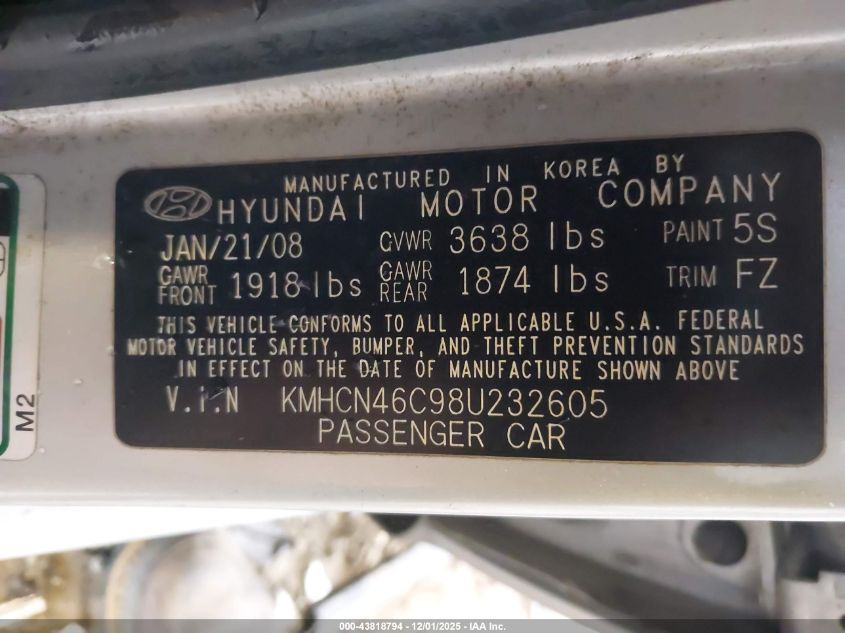 MANUFACTURED IN KOREA BY
HYUNDAI MOTOR COMPANY
JAN/21/08 GVWR 3638 lbs PAINT 5S
GAWR FRONT 1918 lbs GAWR REAR 1874 lbs TRIM FZ
THIS VEHICLE CONFORMS TO ALL APPLICABLE U.S.A. FEDERAL
MOTOR VEHICLE SAFETY, BUMPER, AND THEFT PREVENTION STANDARDS
IN EFFECT ON THE DATE OF MANUFACTURE SHOWN ABOVE
V.i.N KMHCN46C98U232605
PASSENGER CAR
M2
000-43818794 - 12/01/2025 - IAA Inc.